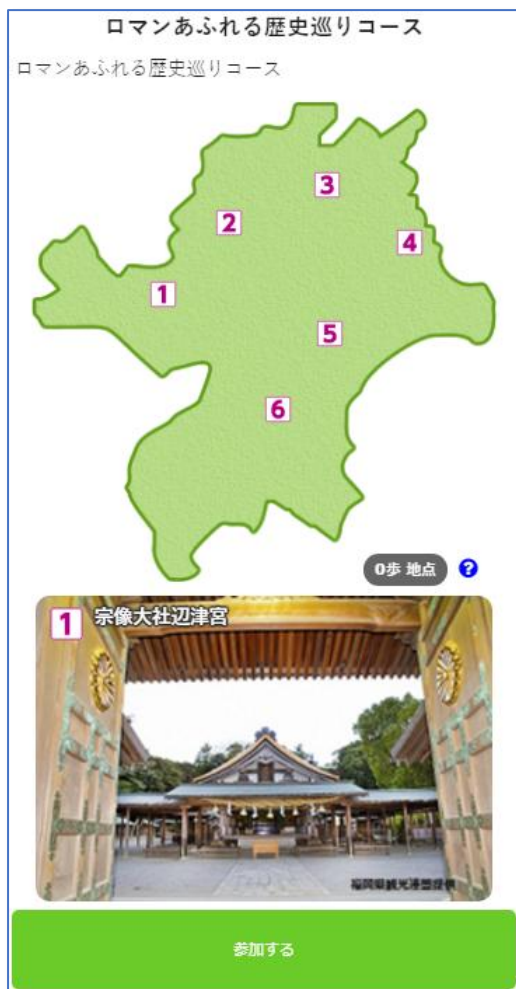 ロマンあふれる歴史巡りコース
ロマンあふれる歴史巡りコース
3
2
4
1
5
6
0歩 地点
?
1 宗像大社辺津宮
福岡県観光連盟提供
参加する